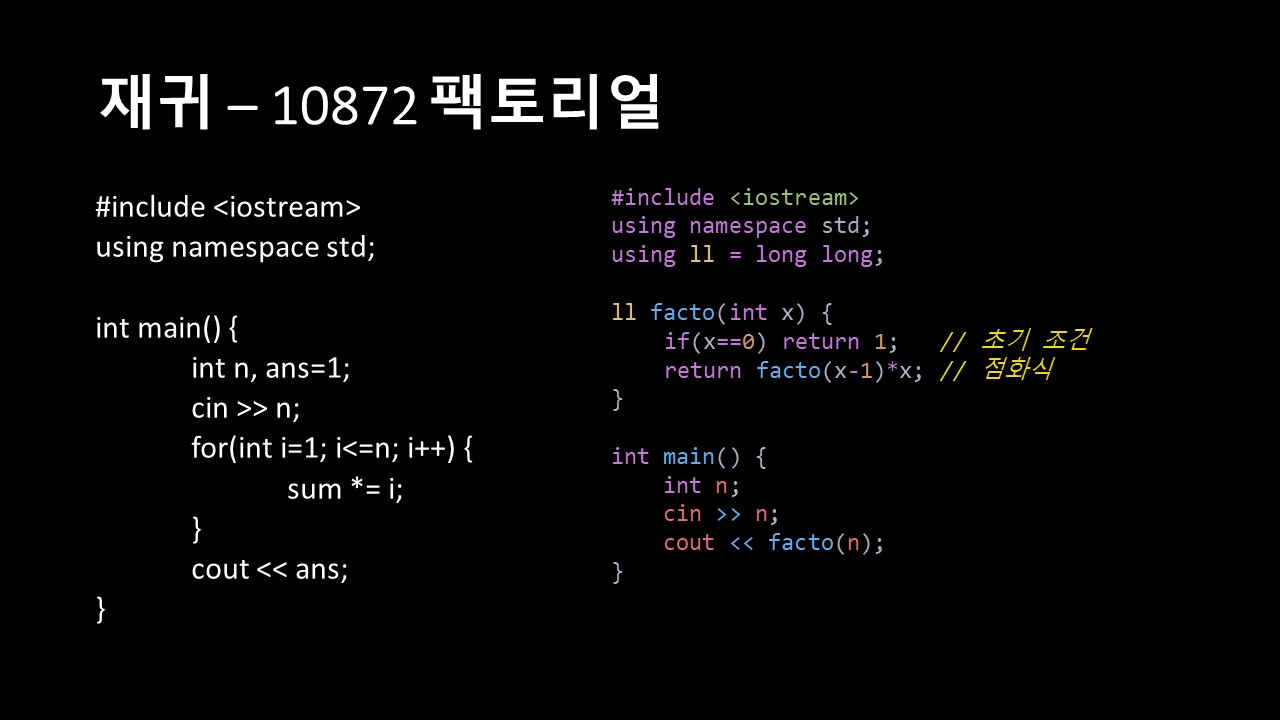 재귀 – 10872 팩토리얼
#include <iostream>
using namespace std;
int main() {
int n, ans=1;
cin >> n;
for(int i=1; i<=n; i++) {
sum *= i;
}
cout << ans;
}
#include <iostream>
using namespace std;
using ll = long long;
ll facto(int x) {
if(x==0) return 1; // 초기 조건
return facto(x-1)*x; // 점화식
}
int main() {
int n;
cin >> n;
cout << facto(n);
}